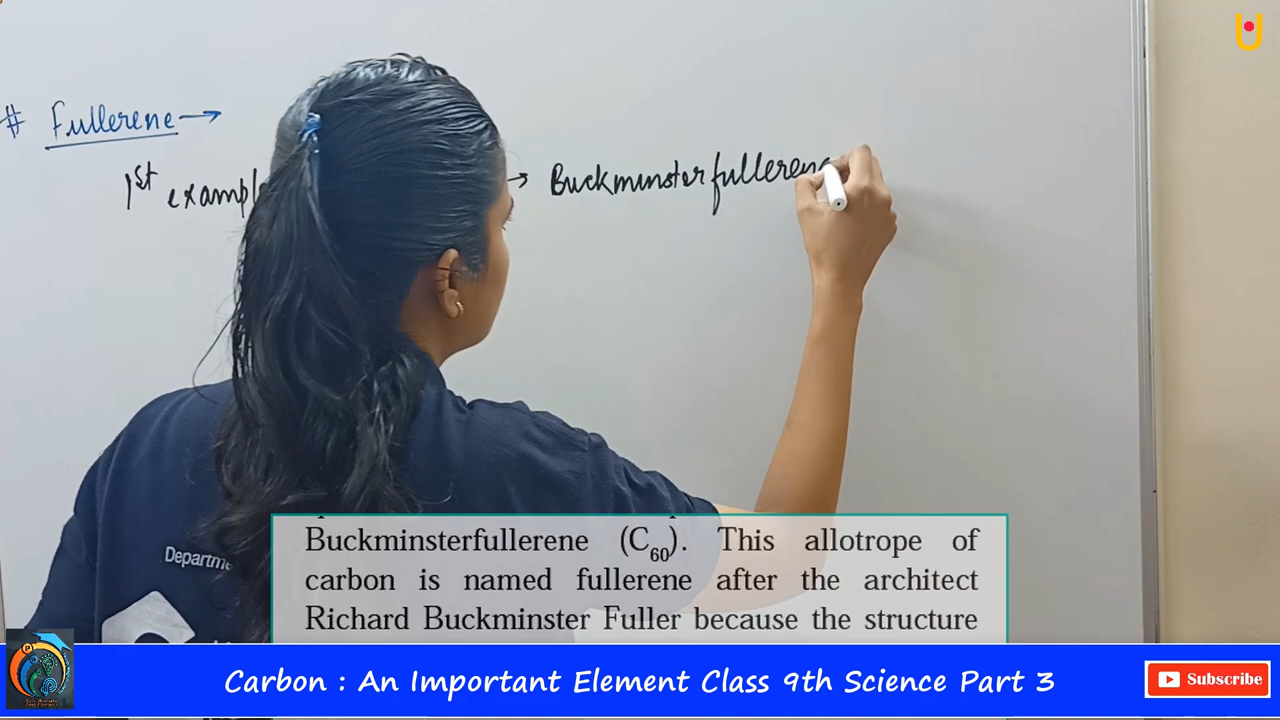 # Fullerene →
1st example → Buckminster fullerene
Departme
Buckminsterfullerene (C60). This allotrope of
carbon is named fullerene after the architect
Richard Buckminster Fuller because the structure
Carbon : An Important Element Class 9th Science Part 3
Subscribe